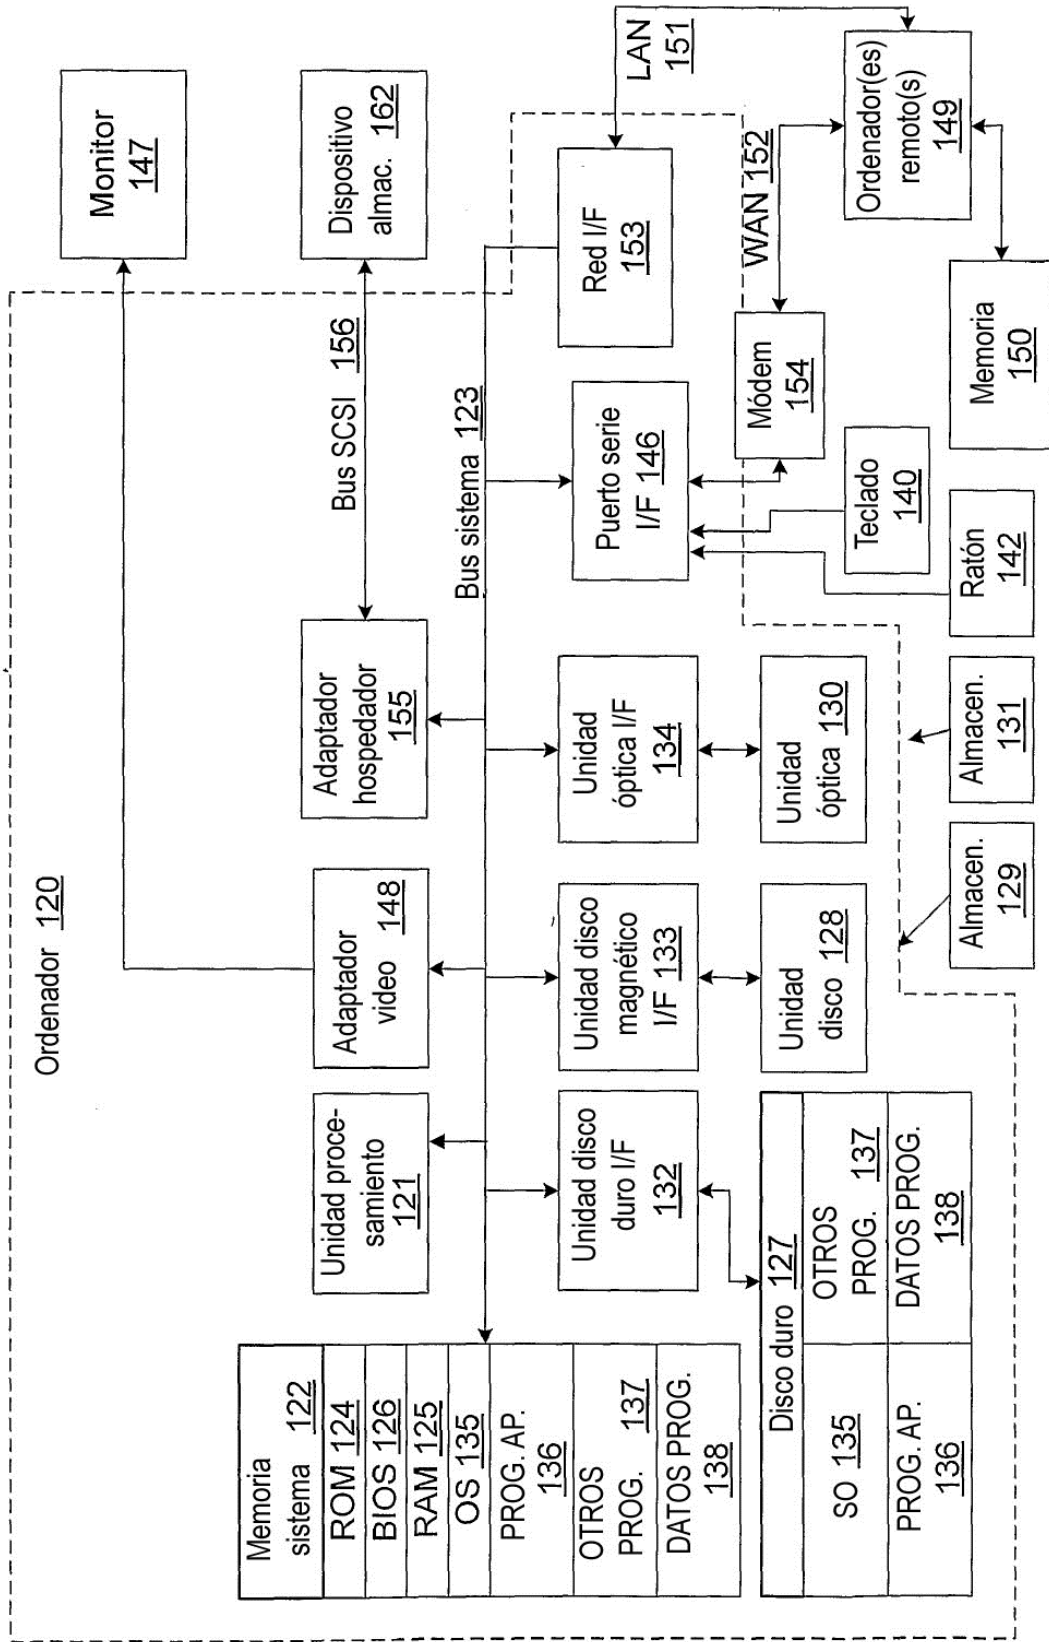 Ordenador 120
Monitor
147
Dispositivo
almac. 162
Memoria
sistema 122
ROM 124
BIOS 126
RAM 125
OS 135
PROG. AP.
136
OTROS
PROG. 137
DATOS PROG.
138
Unidad proce-
samiento
121
Adaptador
video 148
Adaptador
hospedador
155
Bus SCSI 156
Bus sistema 123
Unidad disco
duro I/F
132
Unidad disco
magnético
I/F 133
Unidad
óptica I/F
134
Puerto serie
I/F 146
Red I/F
153
LAN
151
Disco duro 127
SO 135
OTROS
PROG. 137
PROG. AP.
136
DATOS PROG.
138
Unidad
disco 128
Unidad
óptica 130
Módem
154
WAN 152
Ordenador(es)
remoto(s)
149
Almacen.
129
Almacen.
131
Ratón
142
Teclado
140
Memoria
150